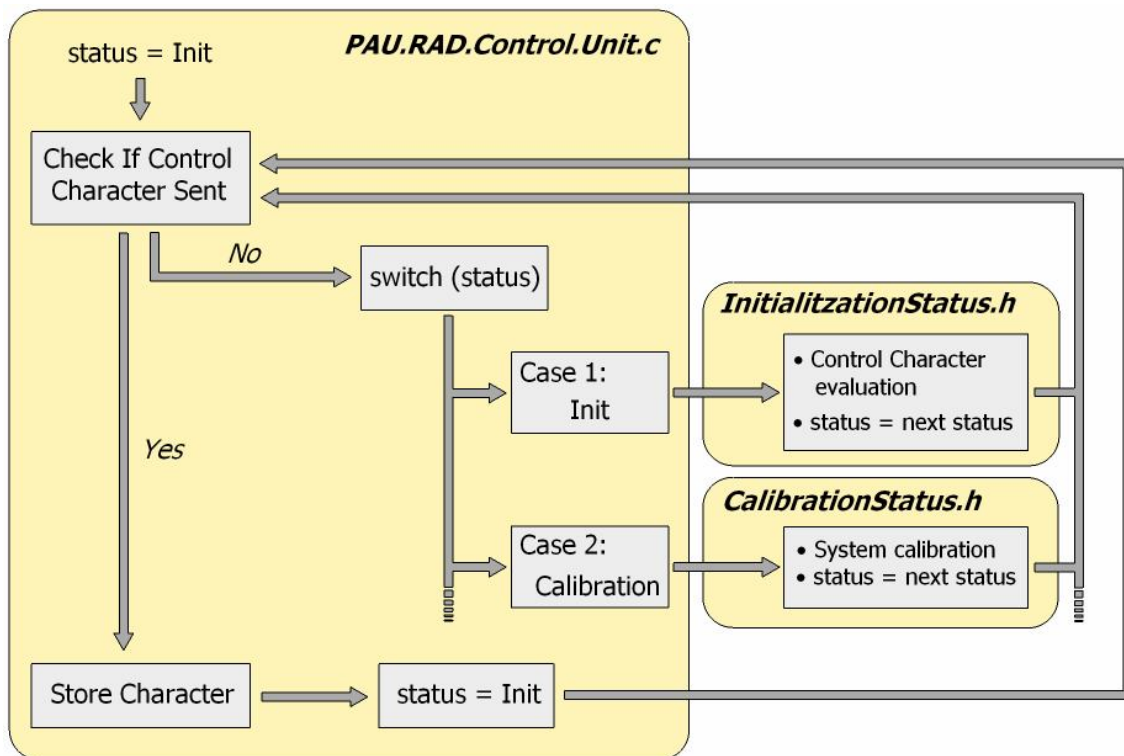 PAU.RAD.Control.Unit.c
status = Init
Check If Control
Character Sent
No
switch (status)
InitialitzationStatus.h
Case 1:
Init
• Control Character
evaluation
• status = next status
Yes
CalibrationStatus.h
Case 2:
Calibration
• System calibration
• status = next status
Store Character
status = Init